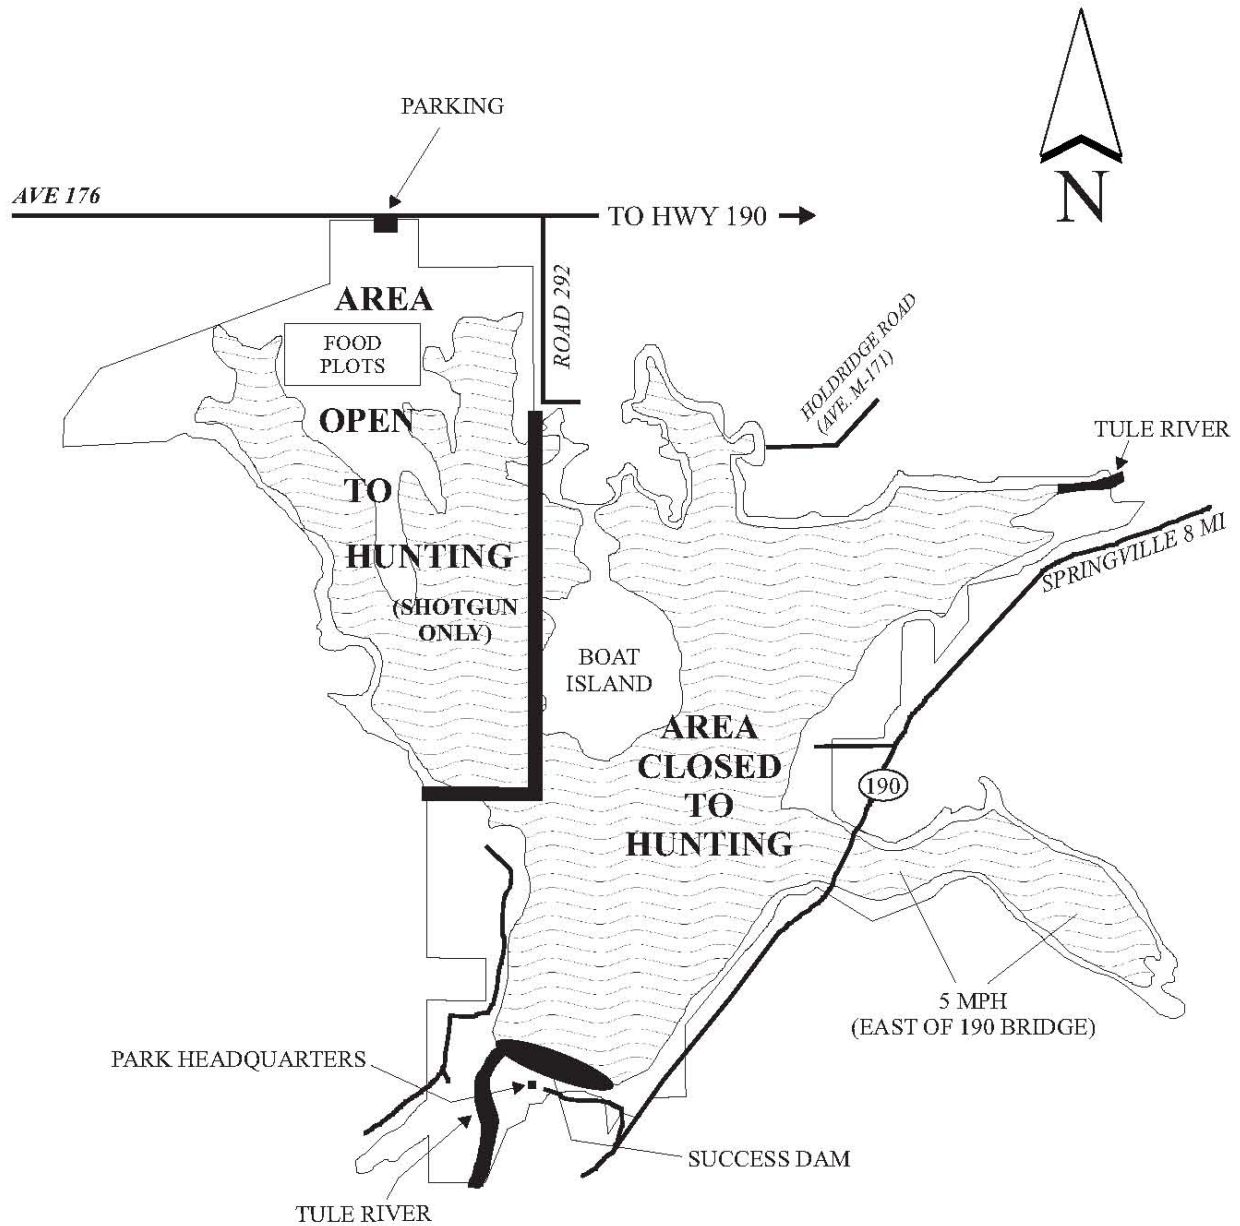 PARKING
AVE 176
TO HWY 190
N
ROAD 292
AREA
FOOD
PLOTS
HOLDRIDGE ROAD
(AVE. M-171)
OPEN
TULE RIVER
TO
SPRINGVILLE 8 MI
HUNTING
(SHOTGUN
ONLY)
BOAT
ISLAND
AREA
CLOSED
TO
HUNTING
190
5 MPH
(EAST OF 190 BRIDGE)
PARK HEADQUARTERS
SUCCESS DAM
TULE RIVER